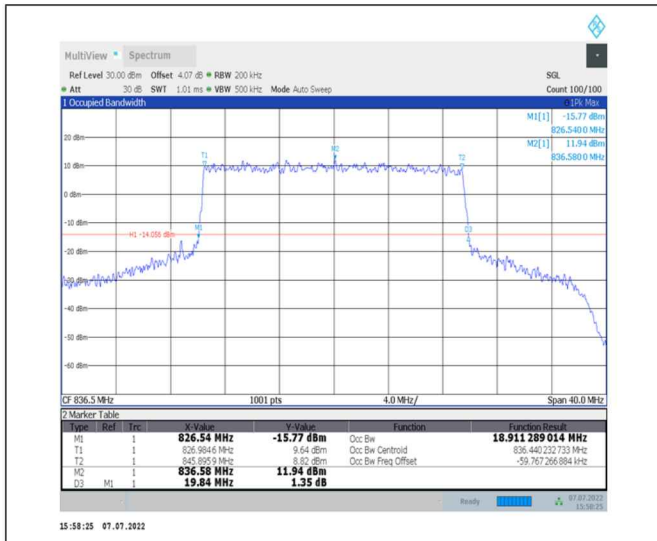 MultiView Spectrum
Ref Level 30.00 dBm Offset 4.07 dB RBW 200 kHz SGL
Att 30 dB SWT 1.01 ms VBW 500 kHz Mode Auto Sweep Count 100/100
1 Occupied Bandwidth 1Pk Max
M1[1] -15.77 dBm
826.540 0 MHz
M2[1] 11.94 dBm
836.580 0 MHz
20 dBm
M2
T1 T2
10 dBm
0 dBm
-10 dBm
M1 D3
H1 -14.056 dBm
-20 dBm
-30 dBm
-40 dBm
-50 dBm
-60 dBm
CF 836.5 MHz 1001 pts 4.0 MHz/ Span 40.0 MHz
2 Marker Table
Type Ref Trc X-Value Y-Value Function Function Result
M1 1 826.54 MHz -15.77 dBm Occ Bw 18.911 289 014 MHz
T1 1 826.984 6 MHz 9.64 dBm Occ Bw Centroid 836.440 232 733 MHz
T2 1 845.895 9 MHz 8.82 dBm Occ Bw Freq Offset -59.767 266 884 kHz
M2 1 836.58 MHz 11.94 dBm
D3 M1 1 19.84 MHz 1.35 dB
Ready 07.07.2022
15:58:25
15:58:25 07.07.2022